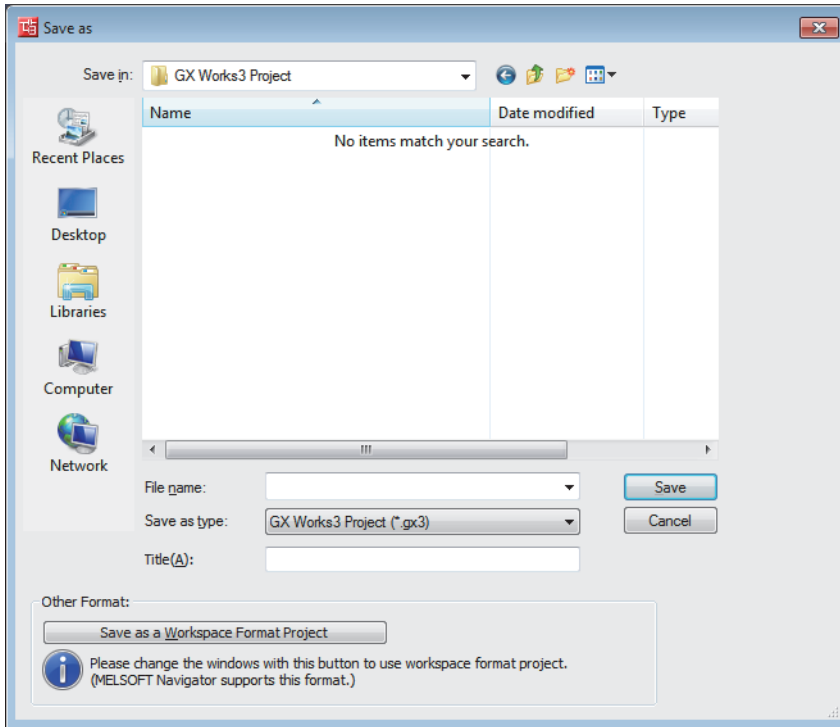 Save as
Save in: GX Works3 Project
Name Date modified Type
No items match your search.
Recent Places
Desktop
Libraries
Computer
Network
File name: Save
Save as type: GX Works3 Project (*.gx3) Cancel
Title(A):
Other Format:
Save as a Workspace Format Project
Please change the windows with this button to use workspace format project.
(MELSOFT Navigator supports this format.)